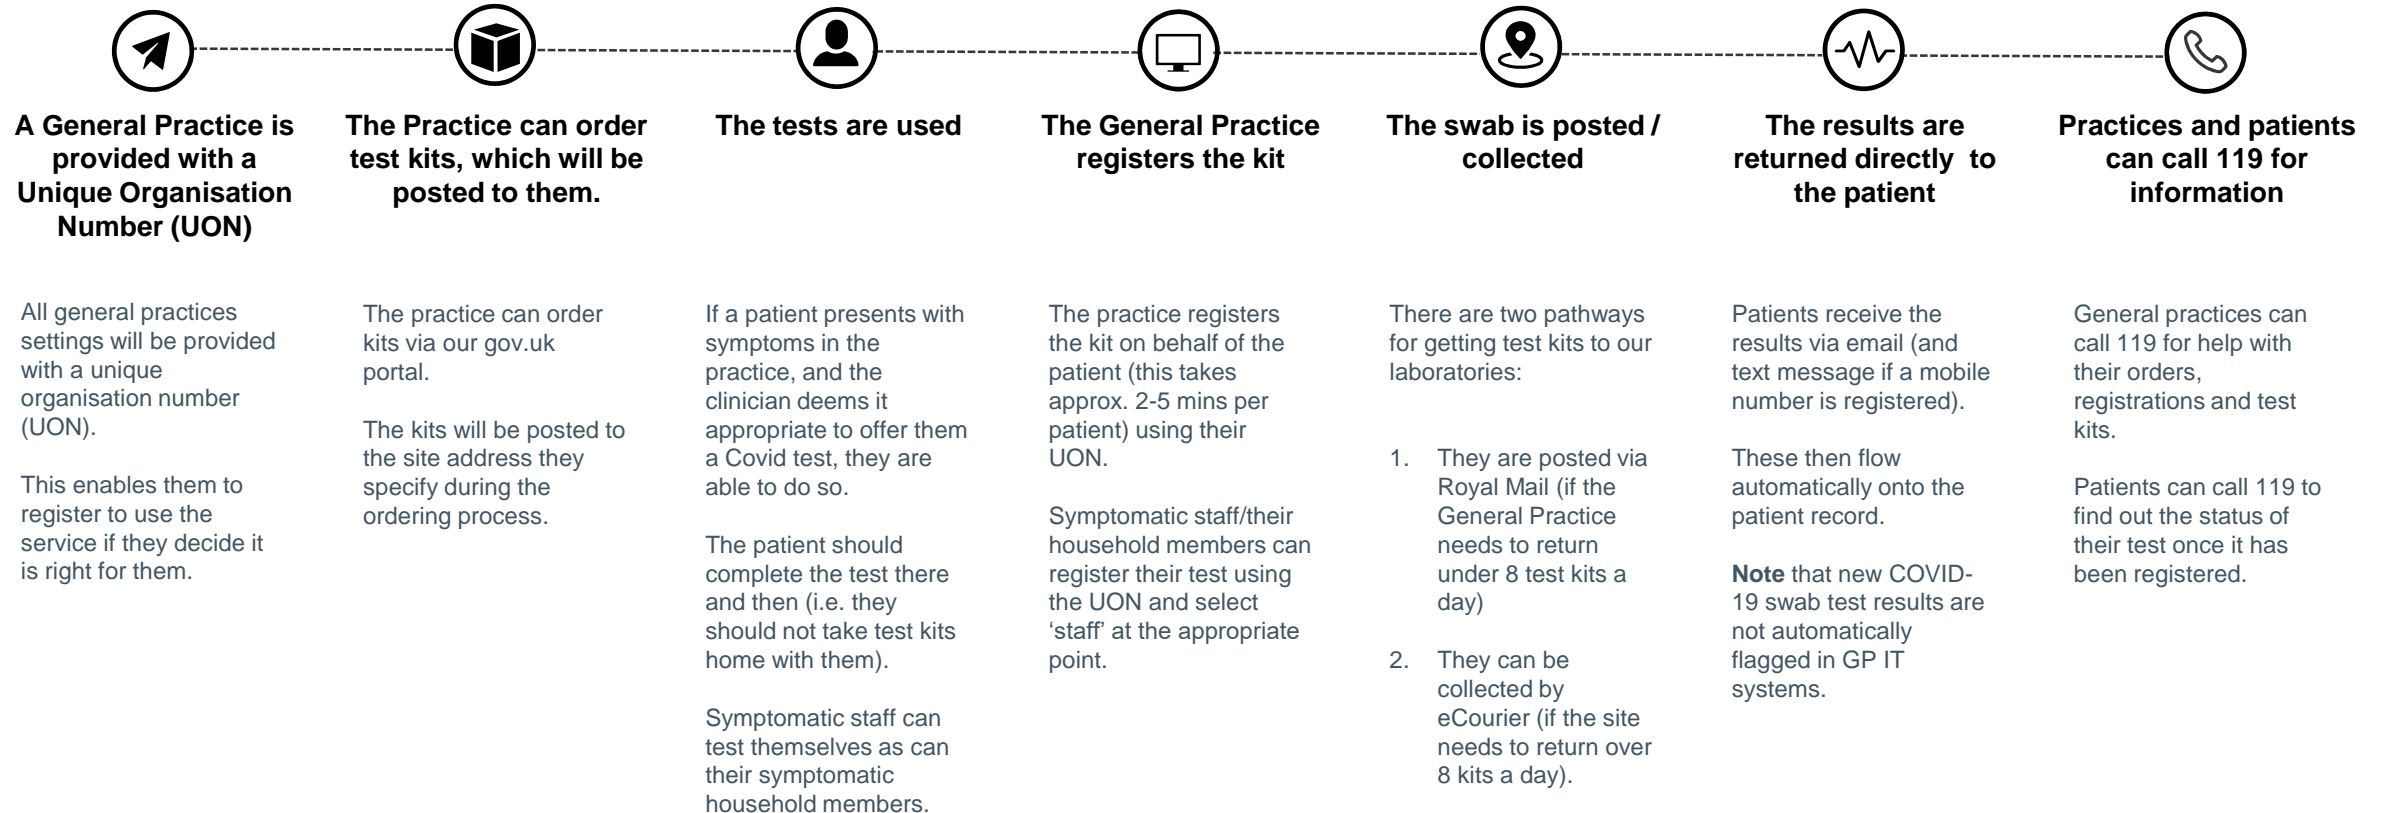 A General Practice is
provided with a
Unique Organisation
Number (UON)
All general practices
settings will be provided
with a unique
organisation number
(UON).
This enables them to
register to use the
service if they decide it
is right for them.
The Practice can order
test kits, which will be
posted to them.
The practice can order
kits via our gov.uk
portal.
The kits will be posted to
the site address they
specify during the
ordering process.
The tests are used
If a patient presents with
symptoms in the
practice, and the
clinician deems it
appropriate to offer them
a Covid test, they are
able to do so.
The patient should
complete the test there
and then (i.e. they
should not take test kits
home with them).
Symptomatic staff can
test themselves as can
their symptomatic
household members.
The General Practice
registers the kit
The practice registers
the kit on behalf of the
patient (this takes
approx. 2-5 mins per
patient) using their
UON.
Symptomatic staff/their
household members can
register their test using
the UON and select
‘staff’ at the appropriate
point.
The swab is posted /
collected
There are two pathways
for getting test kits to our
laboratories:
1. They are posted via
Royal Mail (if the
General Practice
needs to return
under 8 test kits a
day)
2. They can be
collected by
eCourier (if the site
needs to return over
8 kits a day).
The results are
returned directly to
the patient
Patients receive the
results via email (and
text message if a mobile
number is registered).
These then flow
automatically onto the
patient record.
Note that new COVID-
19 swab test results are
not automatically
flagged in GP IT
systems.
Practices and patients
can call 119 for
information
General practices can
call 119 for help with
their orders,
registrations and test
kits.
Patients can call 119 to
find out the status of
their test once it has
been registered.